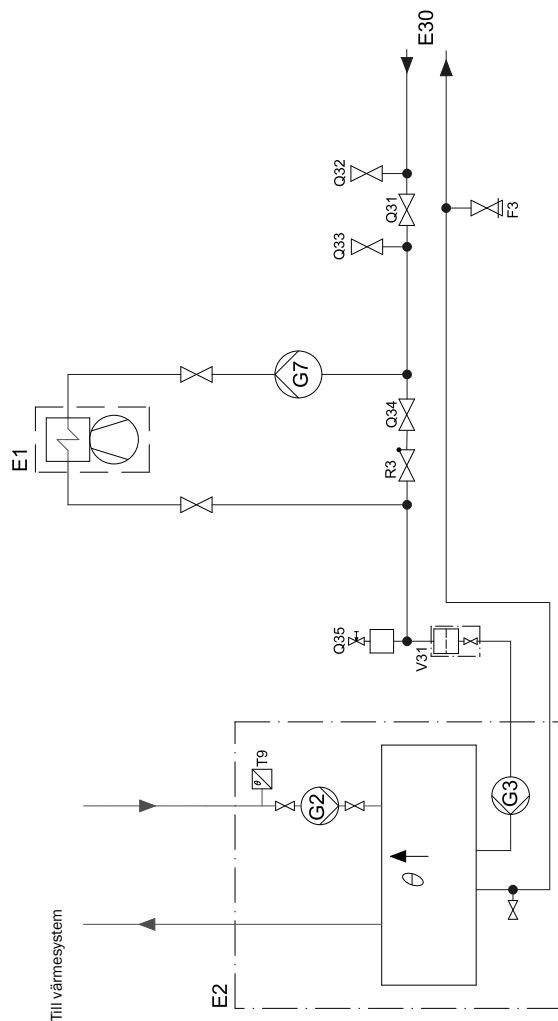 Till värmesystem
E2
T9
θ
G2
θ
G3
Q35
V31
E1
R3
Q34
G7
Q33
Q31
Q32
F3
E30